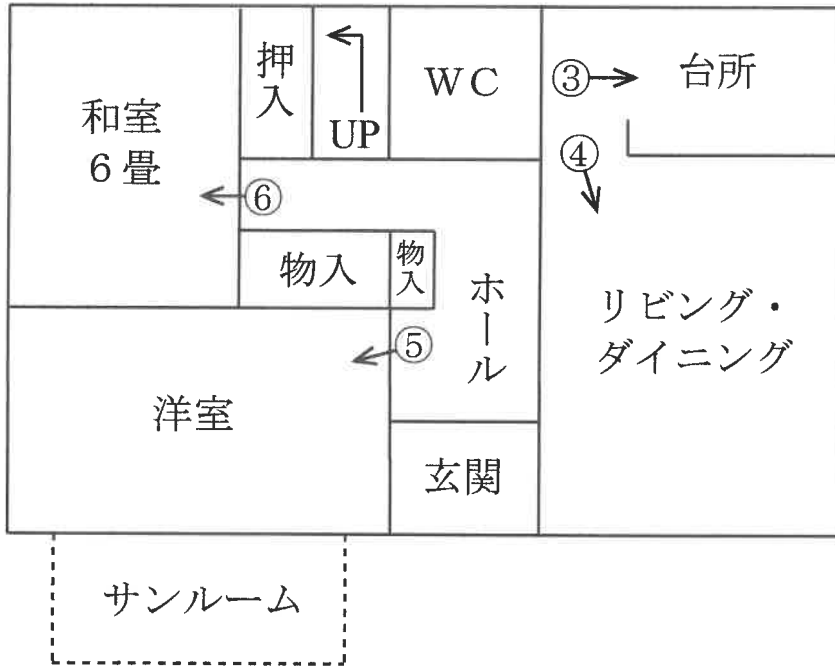 押入
UP
WC
③
台所
和室
6畳
④
⑥
物入
物入
ホール
リビング・
ダイニング
⑤
洋室
玄関
サンルーム